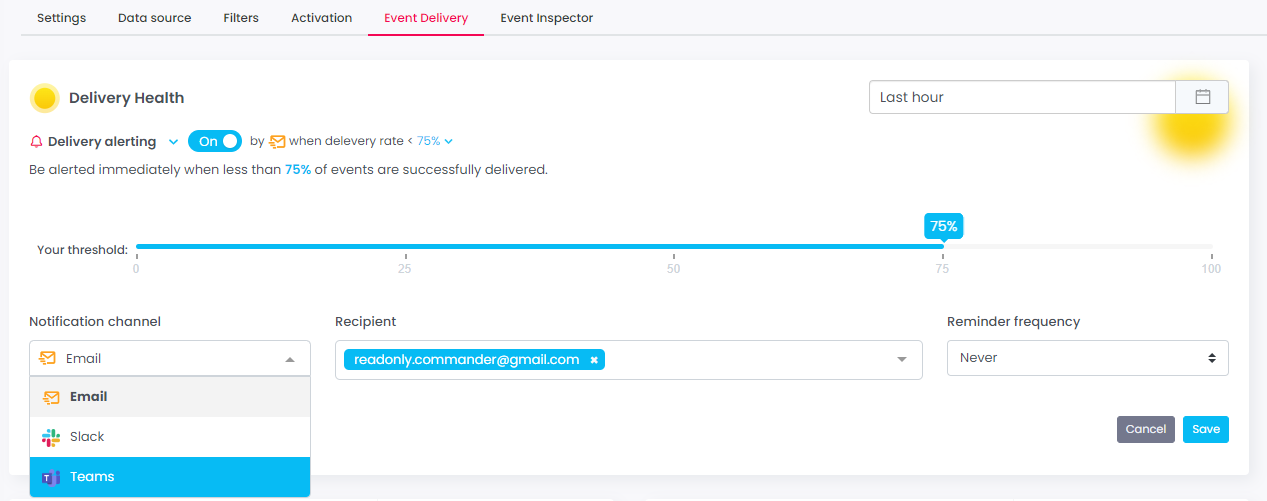 Settings Data source Filters Activation Event Delivery Event Inspector
Delivery Health
Last hour
Delivery alerting On by when delevery rate < 75%
Be alerted immediately when less than 75% of events are successfully delivered.
75%
Your threshold:
0 25 50 75 100
Notification channel Recipient Reminder frequency
Email readonly.commander@gmail.com × Never
Email
Slack
Cancel Save
Teams